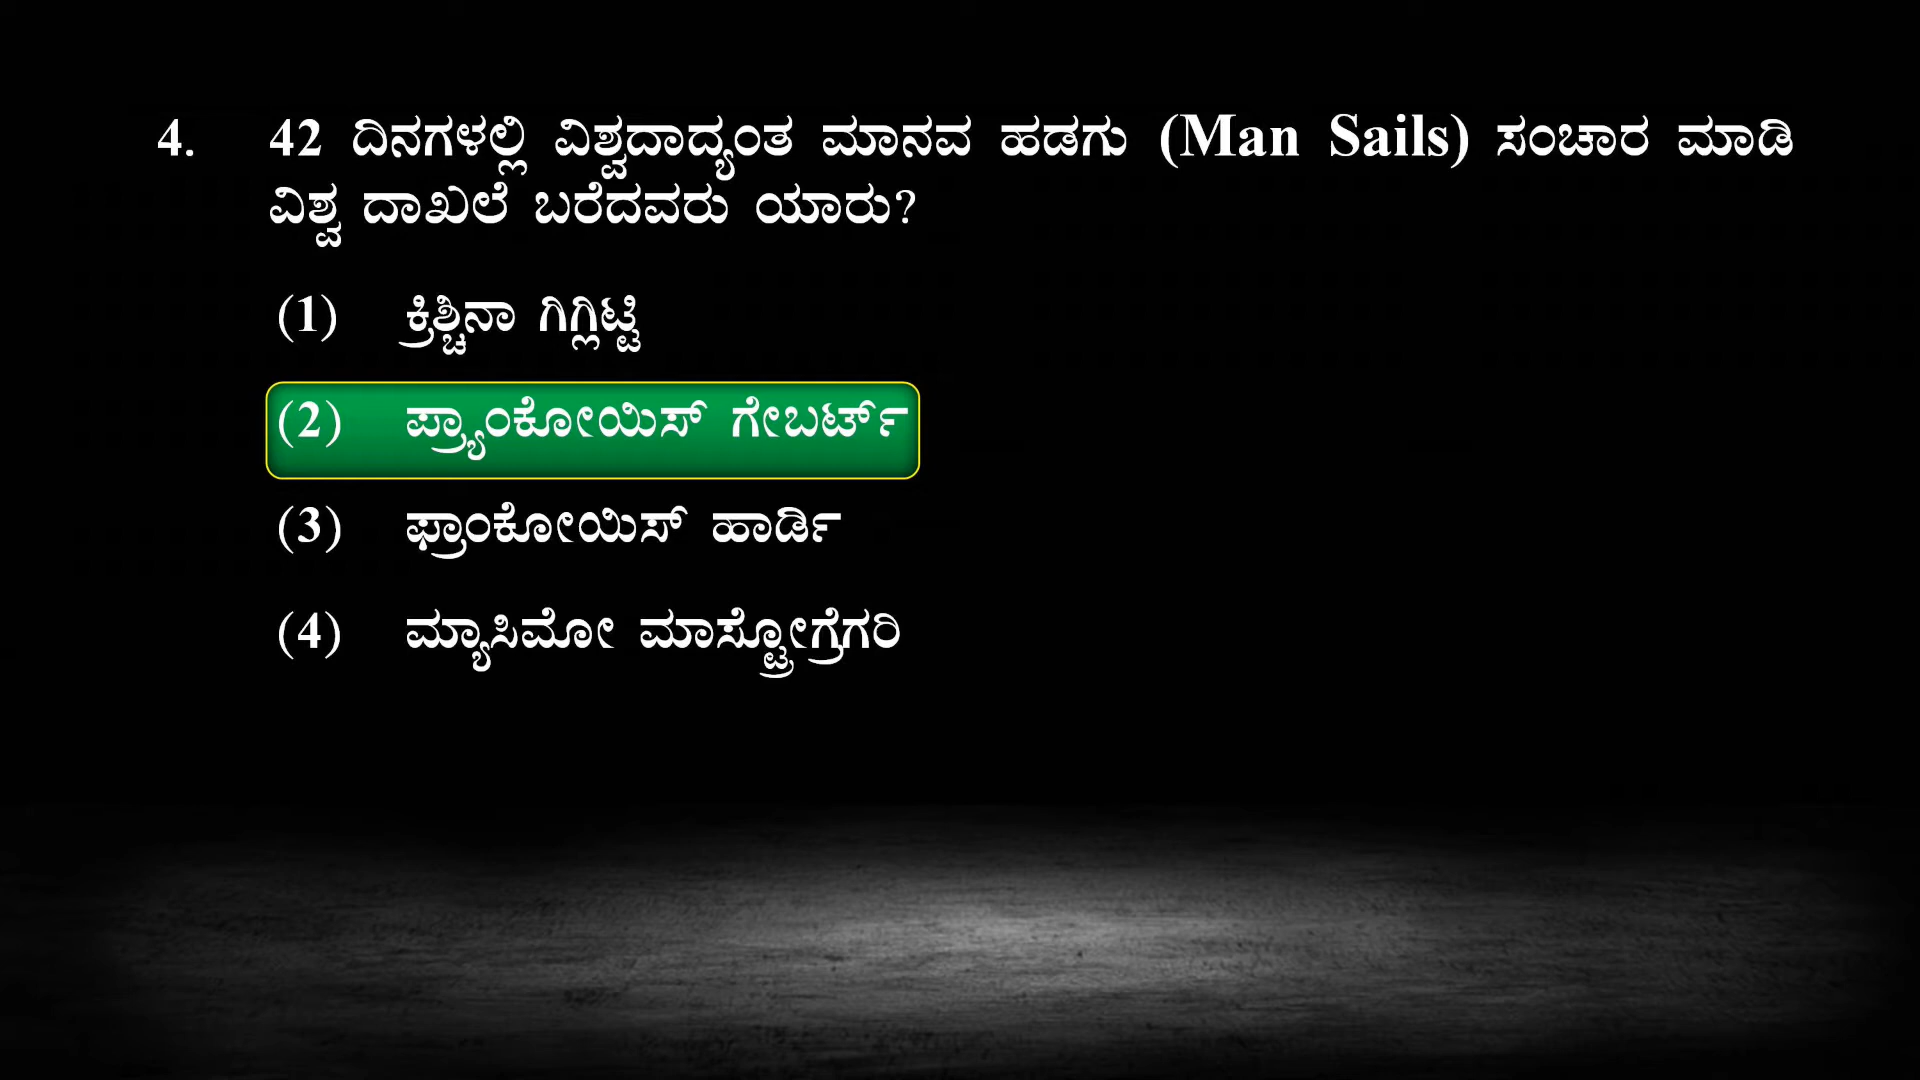 4. 42 ದಿನಗಳಲ್ಲಿ ವಿಶ್ವದಾದ್ಯಂತ ಮಾನವ ಹಡಗು (Man Sails) ಸಂಚಾರ ಮಾಡಿ
ವಿಶ್ವ ದಾಖಲೆ ಬರೆದವರು ಯಾರು?
(1) ಕ್ರಿಶ್ಚಿನಾ ಗಿಗ್ಲಿಟ್ಟಿ
(2) ಪ್ರ್ಯಾಂಕೋಯಿಸ್ ಗೇಬರ್ಟ್
(3) ಫ್ರಾಂಕೋಯಿಸ್ ಹಾರ್ಡಿ
(4) ಮ್ಯಾಸಿಮೋ ಮಾಸ್ಟ್ರೋಗ್ರೆಗರಿ